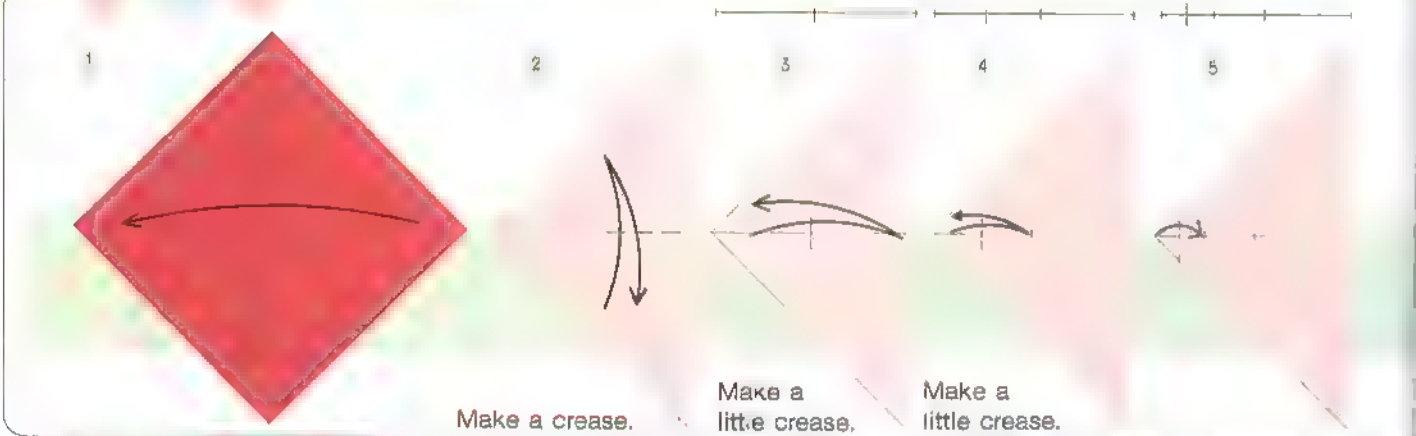 1
2
3
4
5
Make a crease.
Make a
little crease.
Make a
little crease.